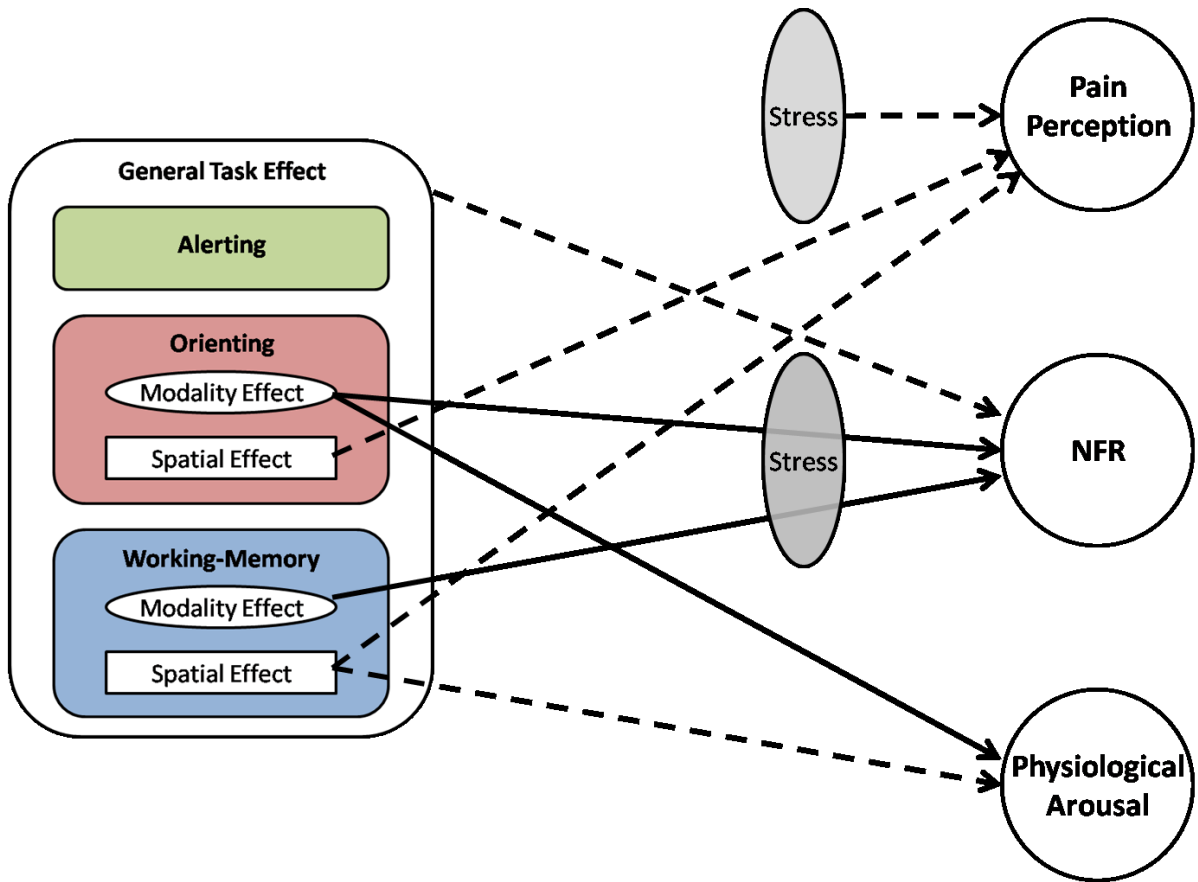 General Task Effect
Alerting
Orienting
Modality Effect
Spatial Effect
Working-Memory
Modality Effect
Spatial Effect
Stress
Stress
Pain
Perception
NFR
Physiological
Arousal